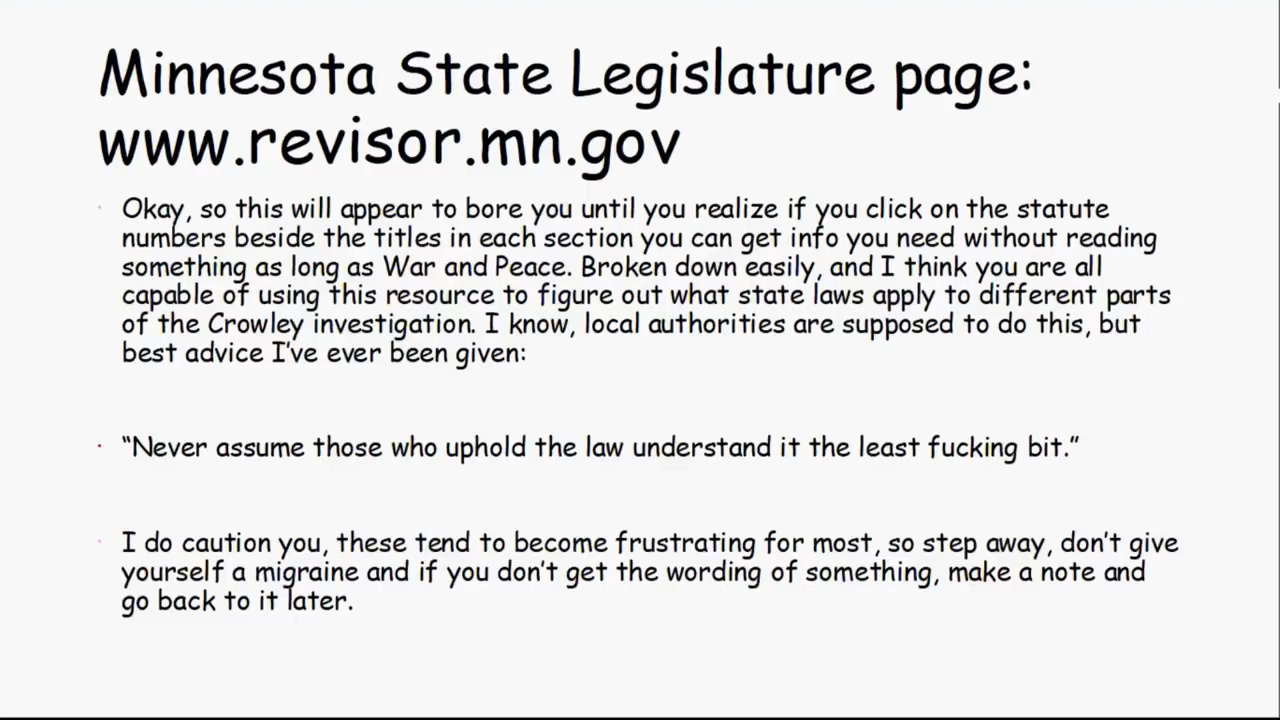 Minnesota State Legislature page:
www.revisor.mn.gov
Okay, so this will appear to bore you until you realize if you click on the statute
numbers beside the titles in each section you can get info you need without reading
something as long as War and Peace. Broken down easily, and I think you are all
capable of using this resource to figure out what state laws apply to different parts
of the Crowley investigation. I know, local authorities are supposed to do this, but
best advice I've ever been given:
“Never assume those who uphold the law understand it the least fucking bit.”
I do caution you, these tend to become frustrating for most, so step away, don't give
yourself a migraine and if you don't get the wording of something, make a note and
go back to it later.